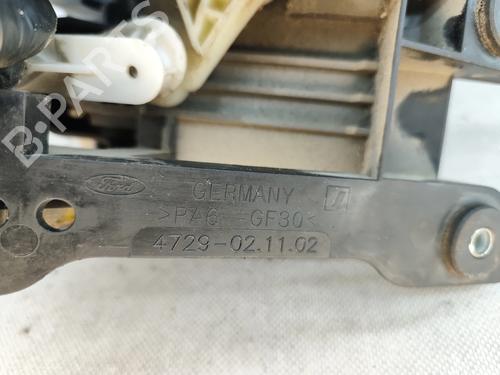 B-PARTS
Ford
GERMANY
>PA6-GF30<
4729-02.11.02